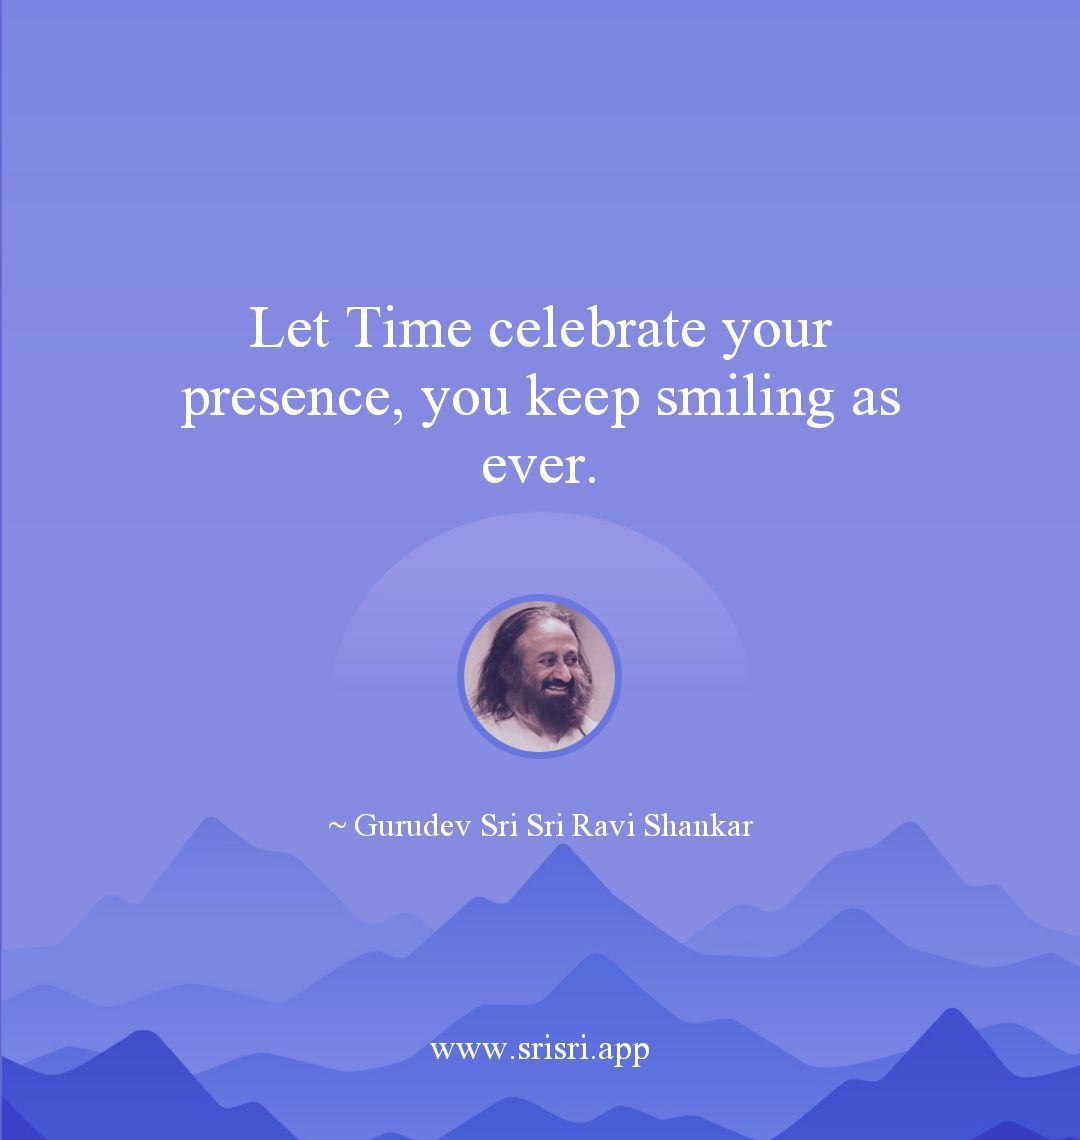 Let Time celebrate your
presence, you keep smiling as
ever.
~ Gurudev Sri Sri Ravi Shankar
www.srisri.app